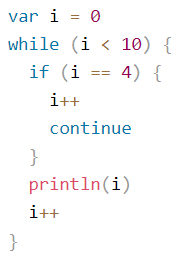 var i = 0
while (i < 10) {
  if (i == 4) {
    i++
    continue
  }
  println(i)
  i++
}